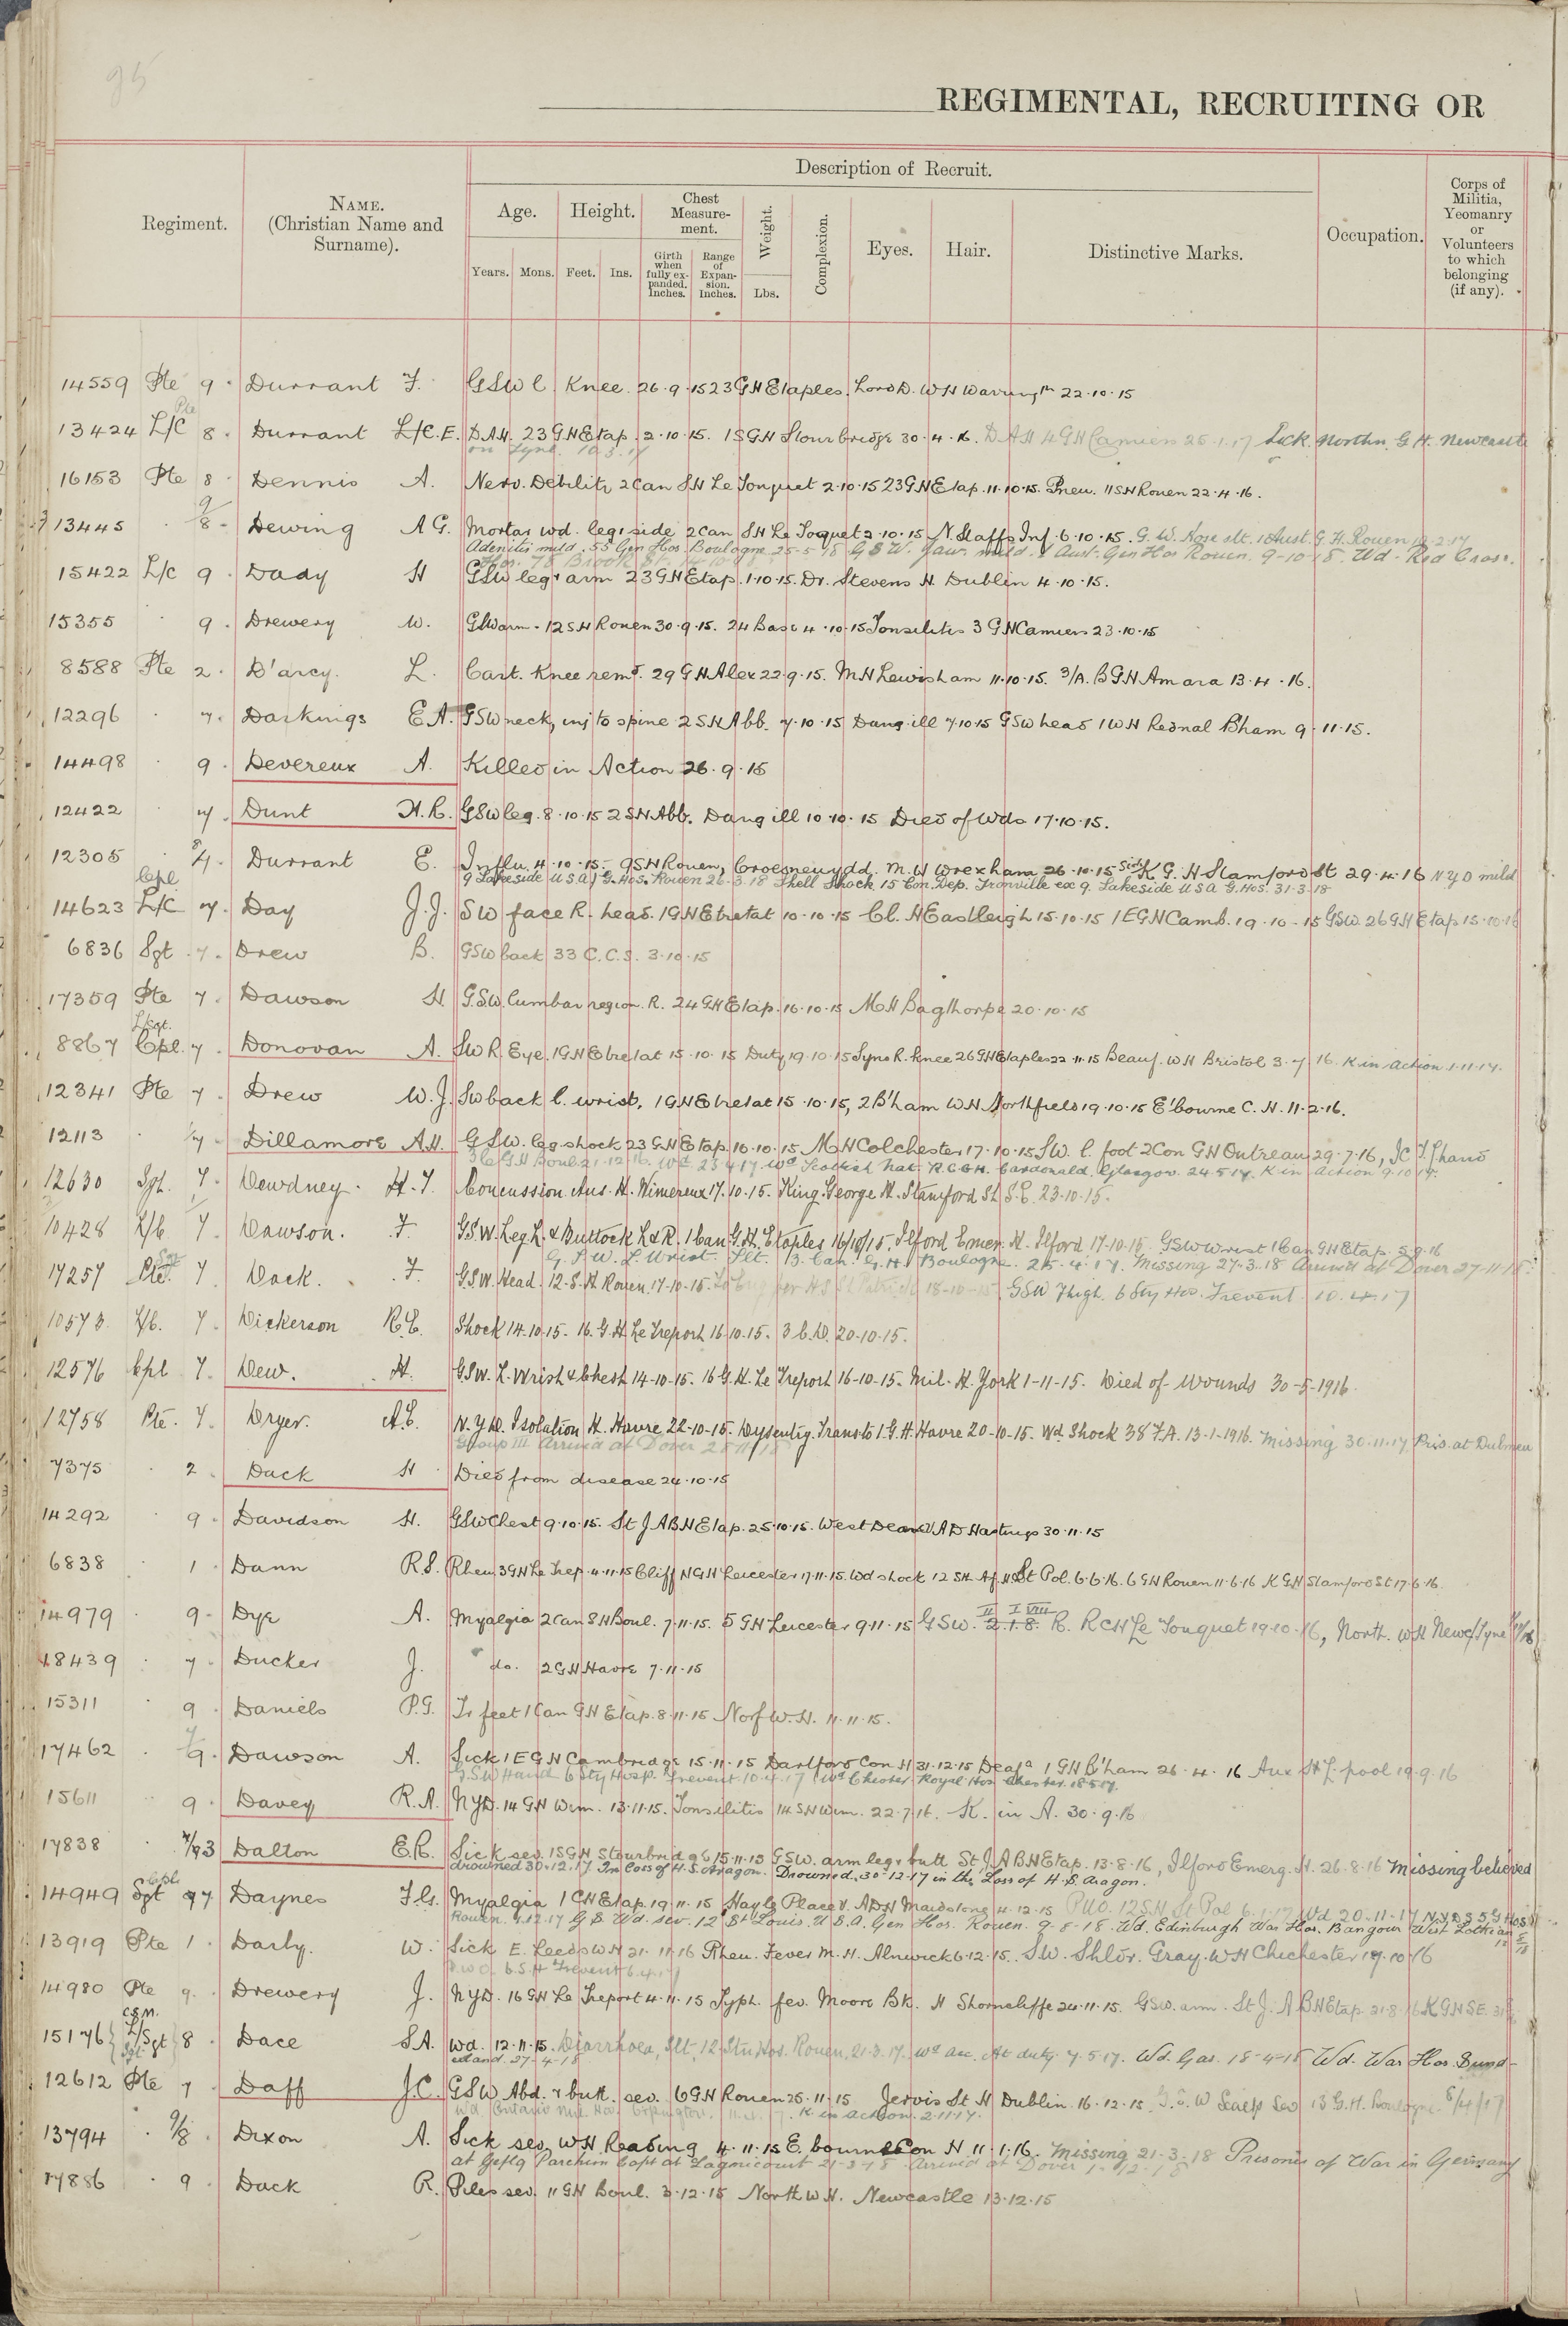 95
REGIMENTAL, RECRUITING OR
Regiment.
NAME.
(Christian Name and
Surname).
Description of Recruit.
Age.
Height.
Chest
Measure-
ment.
Weight.
Complexion.
Eyes.
Hair.
Distinctive Marks.
Occupation.
Corps of
Militia,
Yeomanry
or
Volunteers
to which
belonging
(if any).
Years.
Mons.
Feet.
Ins.
Girth
when
fully ex-
panded.
Inches.
Range
of
Expan-
sion.
Inches.
Lbs.
14559 Pte 9. Durrant F. GSW l. Knee. 26.9.15 23 GH Etaples. Lord D. WH Warringtn 22.10.15
Pte
13424 L/C 8. Durrant L/C. E. DAH. 23 GH Etap. 2.10.15. 1SGH Stourbridge 30.4.16. DAH 4 GH Camiers 25.1.17 Sick. Northn. G H. Newcastle
on Tyne. 10.3.17
16153 Pte 8 Dennis A. Nerv. Debility 2 Can SH Le Touquet 2.10.15 23 GH Etap. 11.10.15. Pneu. 11 SH Rouen 22.4.16.
9
13445 8. Dewing A G. Mortar wd. leg & side 2 Can SH Le Toquet 2.10.15 N. Staffs Inf. 6.10.15. G. W. Nose slt. 1 Aust. G. H. Rouen 12.2.17
Adenitis mild. 55 Gen Hos. Boulogne 25-5-18 G S W. Jaw. mild. 1 Aust. Gen Hos Rouen. 9-10-18. Wd. Red Cross.
15422 L/c 9. Dady H GSW leg & arm 23 GH Etap. 1.10.15. Dr. Stevens H. Dublin 4.10.15.
15355 9. Drewery W. GSW arm. 12 SH Rouen 30.9.15. 24 Base 4.10.15 Tonsilitis 3 GH Camiers 23.10.15
8588 Pte 2. D'arcy. L. Cart. Knee remd. 29 GH Alex 22.9.15. MH Lewisham 11.10.15. 3/A. BGH Amara 13.4.16.
12296 7. Darkings E A. GSW neck, inj to spine 2 SH Abb. 7.10.15 Dang ill 7.10.15 GSW head 1 WH Rednal B'ham 9.11.15.
14498 9. Devereux A. Killed in Action 26.9.15
12422 7. Dunt H. R. GSW leg. 8.10.15 2 SH Abb. Dang ill 10.10.15 Died of Wds 17.10.15.
12305 Durrant E. Influ. 4.10.15. 9 SH Rouen, Croesnewydd. M. H Wrexham 26.10.15 Sick K. G. H Stamford St 29.4.16 NYD mild
9 Lakeside U S A G. Hos. Rouen 26.3.18 Shell Shock 15 Con. Dep. Trouville ex 9. Lakeside U S A G. Hos. 31.3.18
Cpl
14623 L/C 7. Day J. J. SW face R. head. 1 GH Etretat 10.10.15 Cl. H Eastleigh 15.10.15 1 EGH Camb. 19.10.15 GSW. 26 GH Etap 15.10.16
6836 Sgt 7. Drew B. GSW back 33 C.C.S. 3.10.15
17359 Pte 7. Dawson H. G.S.W. lumbar region. R. 24 GH Etap. 16.10.15 MH Bagthorpe 20.10.15
L/Sgt.
8867 Cpl. 7. Donovan A. SW R. Eye. 1 GH Etretat 15.10.15 Duty 19.10.15 Syno R. Knee 26 GH Etaples 22.11.15 Beauf. W H Bristol 3.7.16. K in action 1.11.17.
12341 Pte 7. Drew W. J. SW back l. wrist. 1 GH Etretat 15.10.15, 2 B'ham W H Northfield 19.10.15 E'bourne C. H. 11.2.16.
12113 Dillamore A. H. GSW. leg. shock 23 GH Etap. 16.10.15 MH Colchester 17.10.15 SW. l. foot 2 Con GH Outreau 29.7.16, IC T. hand
GH Boul. 21.12.16. Wd 23.4.17 Wd Scottish Nat. R.C.G.H. Cardonald. Glasgow. 24.5.17. K in action 9.10.17.
12630 Sgt. 7. Dewdney. H. T. Concussion Aus. H. Wimereux 17.10.15. King George H. Stamford St. S.E. 23.10.15.
10428 L/C. 7. Dawson. F. G.S.W. Leg L. & Buttock L & R. 1 Can. G. H. Etaples 16/10/15. Ilford Emer. H. Ilford 17-10-15. GSW Wrist 1 Can GH Etap. 5.9.16
G. S. W. L. Wrist. Slt. 13. Can. G. H. Boulogne. 25.4.17. Missing 27-3-18 Arrived at Dover 27-11-18
17257 Pte. 7. Dack. F. G.S.W. Head. 12. S. H. Rouen. 17-10-15. To Eng per H S St Patrick 18-10-15. GSW Thigh. 6 Sty Hos. Frevent. 10.4.17
10573 L/C. 7. Dickerson R.C. Shock 14.10.15. 16. G. H. Le Treport 16.10.15. 3 C.D. 20.10.15.
12576 Cpl 7. Dew. H. G.S.W. L. Wrist & Chest 14-10-15. 16 G. H. Le Treport 16-10-15. Mil. H. York 1-11-15. Died of Wounds 30-5-1916
12758 Pte. 7. Dryer. A.E. N.Y.D. Isolation H. Havre 22-10-15. Dysentry. Trans to 1. G. H. Havre 20-10-15. Wd. Shock 38 F.A. 13-1-1916. Missing 30.11.17 Pris. at Dulmen
Group III Arrived at Dover
7375 2 Dack H Died from disease 24.10.15
14292 9. Davidson H. GSW Chest 9.10.15. St J ABH Etap. 25.10.15. West Dean VAD Hastings 30.11.15
6838 1. Dann R.S. Rheu. 3 GH Le Trep. 4.11.15 Cliff H GH Leicester 17.11.15. Wd shock 12 SH St Pol. 6.6.16. 6 GH Rouen 11.6.16 K GH Stamford St 17.6.16.
14979 9. Dye A. Myalgia 2 Can SH Boul. 7.11.15. 5 GH Leicester 9.11.15 GSW. II I VIII 2.1.8. R. RCH Le Touquet 19.10.16, North. WH Newc/Tyne
18439 7. Ducker J. do. 2 GH Havre 7.11.15
15311 9. Daniels P.G. Tr feet 1 Can GH Etap. 8.11.15 Norf W.H. 11.11.15.
17462 9. Dawson A. Sick 1 EGH Cambridge 15.11.15 Dartford Con H 31.12.15 Deafs 1 GH B'ham 26.4.16 Aux H L.pool 19.9.16
G.S.W Hand 6 Sty Hosp. Frevent. 10.4.17 Wd Chester Royal Hos Chester. 18.5.17.
15611 9. Davey R. A. NYD. 14 GH Wim. 13.11.15. Tonsilitis 14 SH Wim. 22.7.16. K. in A. 30.9.16
17838 Dalton E.R. Sick sev. 1SGH Stourbridge 15.11.15 GSW. arm leg & butt St J ABH Etap. 13.8.16, Ilford Emerg. H. 26.8.16 Missing believed
drowned 30.12.17 In loss of H. S. Aragon. Drowned. 30-12-17 in the Loss of H. S. Aragon.
Cpl
14949 Sgt 7 Daynes F.G. Myalgia 1 CH Etap. 19.11.15 Hayle Place V. AD H Maidstone 4.12.15 PUO. 12 SH St Pol 6.1.17 Wd 20-11-17 NYDS 5 G Hos
Rouen. 4.12.17 G. S. Wd. sev. 12 St Louis. U S.A. Gen Hos. Rouen. 9-8-18. Wd. Edinburgh War Hos. Bangour West Lothian
13919 Pte 1. Darby. W. Sick E. Leeds WH 21.11.16 Rheu. Fever M. H. Alnwick 6.12.15. SW. Shldr. Gray. WH Chichester 19.10.16
6. S. H Frevent 6.4.17
14980 Pte 9. Drewery J. NYD. 16 GH Le Treport 4.11.15 Typh. fev. Moore Bk. H Shorncliffe 24.11.15. GSW. arm. St J. ABH Etap 21.8.16 K G H S E.
C.S.M.
15176 L/Sgt 8. Dace S.A. Wd. 12.11.15. Diarrhoea, Slt. 12 Stn Hos. Rouen. 21.3.17. Wd acc. At duty 7.5.17. Wd. Gas. 18-4-18 Wd. War Hos. Sund-
erland. 27-4-18
12612 Pte 7 Daff J.C. GSW Abd. & butt. sev. 6 GH Rouen 25.11.15 Jervis St H Dublin. 16.12.15. G.S.W Scalp Sev 13 G.H. Boulogne 8/4/17
Wd. Ontario Mil. Hos. Orpington. K in action. 2.11.17.
13794 9/8 Dixon A. Sick sev. WH Reading 4.11.15 E. bourne Con H 11.1.16. Missing 21-3-18 Prisoner of War in Germany
at Gefhg Parchim Capt at Lagnicourt 21-3-18. Arrived at Dover 1-12-18
17886 9. Dack R. Piles sev. 11 GH Boul. 3.12.15 North W H. Newcastle 13.12.15